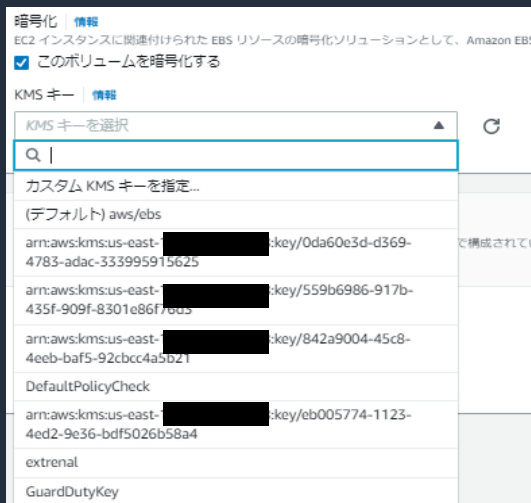 暗号化 情報
EC2 インスタンスに関連付けられた EBS リソースの暗号化ソリューションとして、Amazon EBS
このボリュームを暗号化する
KMS キー 情報
KMS キーを選択
カスタム KMS キーを指定...
(デフォルト) aws/ebs
arn:aws:kms:us-east- :key/0da60e3d-d369-
で構成されてい
4783-adac-333995915625
arn:aws:kms:us-east- :key/559b6986-917b-
435f-909f-8301e86f76d3
arn:aws:kms:us-east- :key/842a9004-45c8-
4eeb-baf5-92cbcc4a5b21
DefaultPolicyCheck
arn:aws:kms:us-east- :key/eb005774-1123-
4ed2-9e36-bdf5026b58a4
extrenal
GuardDutyKey